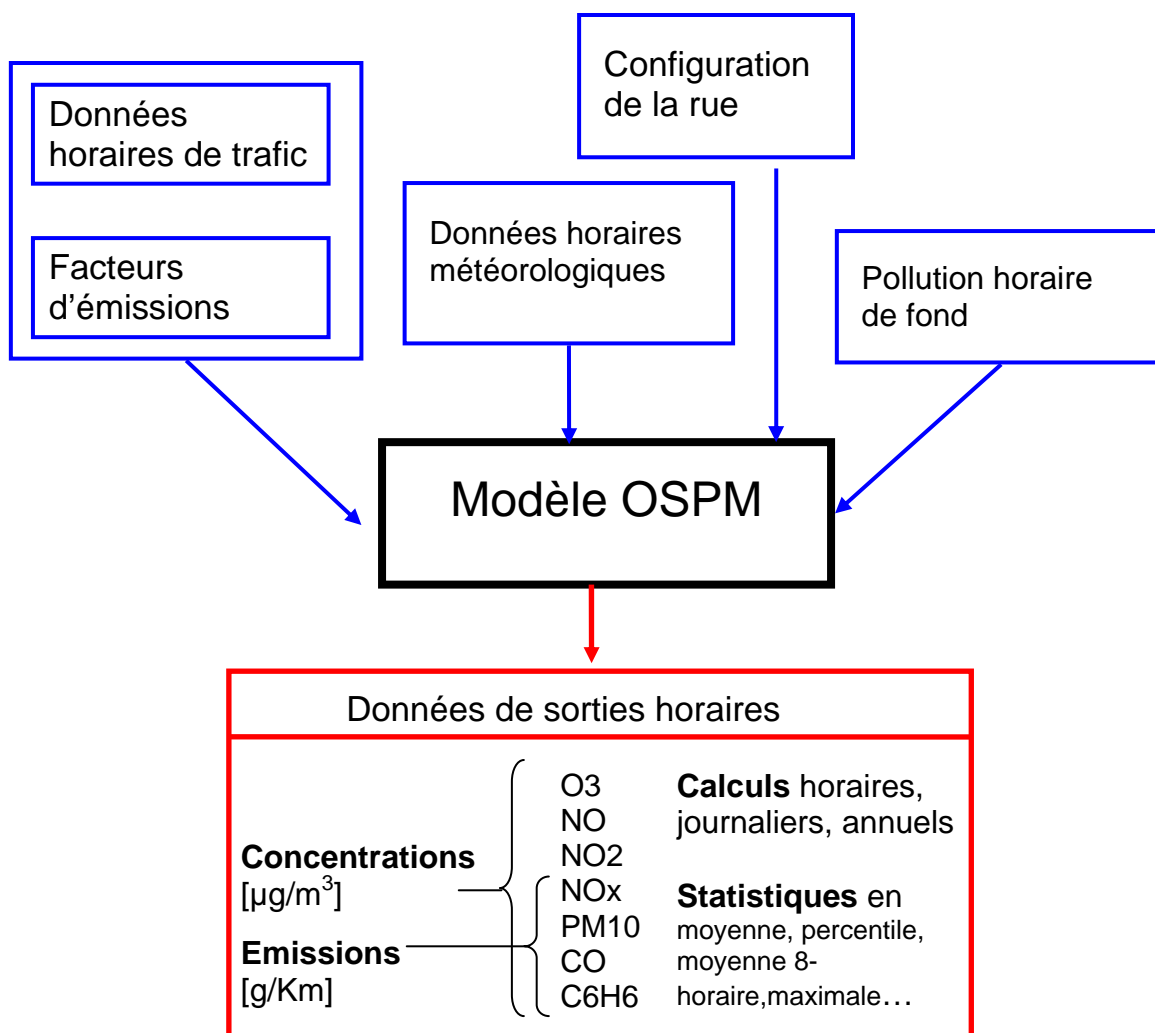 Configuration
de la rue
Données
horaires de trafic
Facteurs
d’émissions
Données horaires
météorologiques
Pollution horaire
de fond
Modèle OSPM
Données de sorties horaires
Concentrations
[µg/m³]
Emissions
[g/Km]
O3
NO
NO2
NOx
PM10
CO
C6H6
Calculs horaires,
journaliers, annuels
Statistiques en
moyenne, percentile,
moyenne 8-
horaire,maximale…